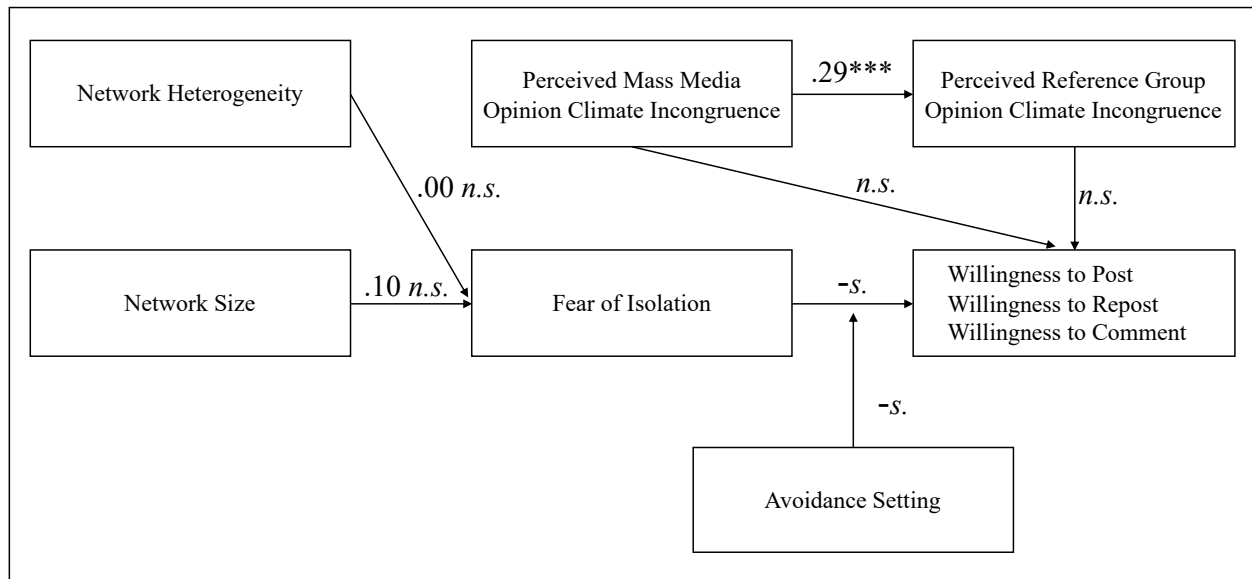 Network Heterogeneity
Perceived Mass Media
Opinion Climate Incongruence
.29***
Perceived Reference Group
Opinion Climate Incongruence
.00 n.s.
n.s.
n.s.
Network Size
.10 n.s.
Fear of Isolation
-s.
Willingness to Post
Willingness to Repost
Willingness to Comment
-s.
Avoidance Setting